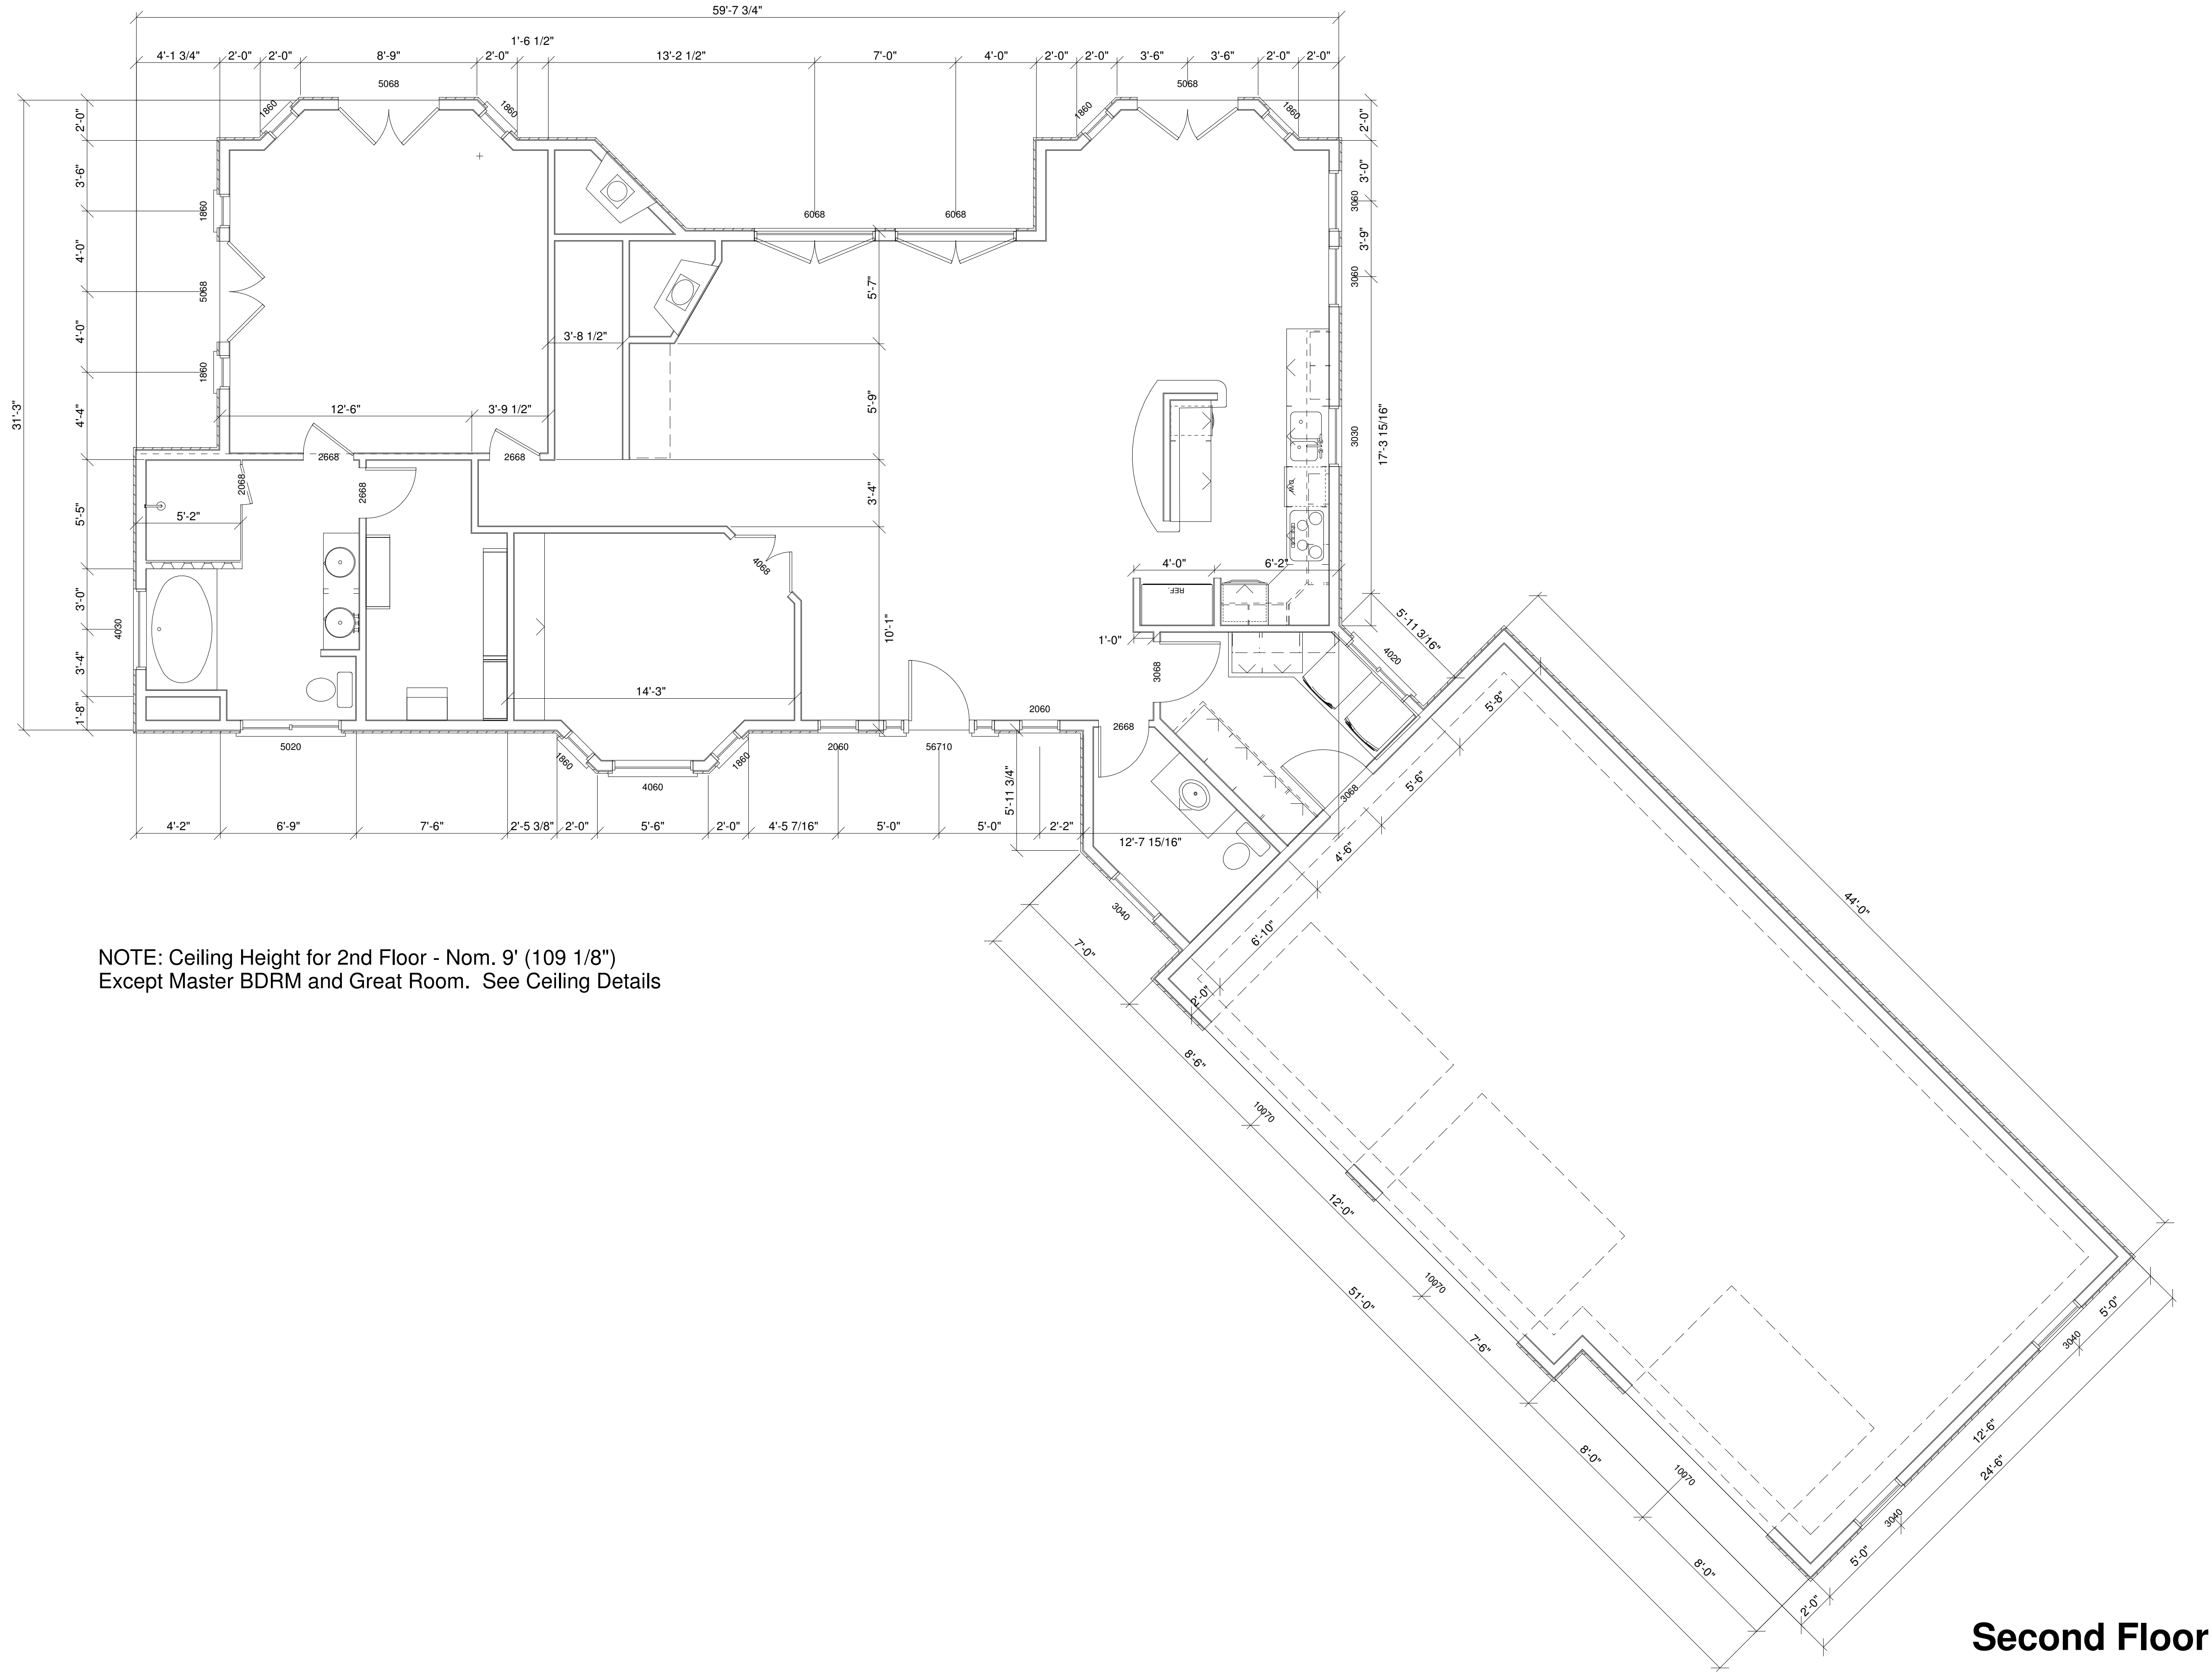 59'-7 3/4"
1'-6 1/2"
4'-1 3/4" 2'-0" 2'-0" 8'-9" 2'-0" 13'-2 1/2" 7'-0" 4'-0" 2'-0" 2'-0" 3'-6" 3'-6" 2'-0" 2'-0"
5068 5068
1860 1860 1860 1860
2'-0" 2'-0"
3'-6" 3'-0"
1860 6068 6068 3060
4'-0" 3'-9"
5068 5'-7" 3060
4'-0" 3'-8 1/2"
1860
31'-3" 4'-4" 12'-6" 3'-9 1/2" 5'-9" 17'-3 15/16"
3030
2668 2668
2068 2668 3'-4" D/W
5'-5" 5'-2"
4068 4'-0" 6'-2"
REF.
3'-0" 5'-11 3/16"
4030 10'-1" 1'-0" 4020
3'-4" 3068
14'-3" 5'-8"
1'-8" 2060 2668
5020 2060 56710
1860 1860
4060 5'-11 3/4" 3068 5'-6"
4'-2" 6'-9" 7'-6" 2'-5 3/8" 2'-0" 5'-6" 2'-0" 4'-5 7/16" 5'-0" 5'-0" 2'-2" 12'-7 15/16"
4'-6"
3040 44'-0"
6'-10"
7'-0"
NOTE: Ceiling Height for 2nd Floor - Nom. 9' (109 1/8")
Except Master BDRM and Great Room.  See Ceiling Details
2'-0"
8'-6"
10070
12'-0"
10070
51'-0" 5'-0"
7'-6" 3040
12'-6"
8'-0" 10070 24'-6"
3040
8'-0" 5'-0"
2'-0"
Second Floor